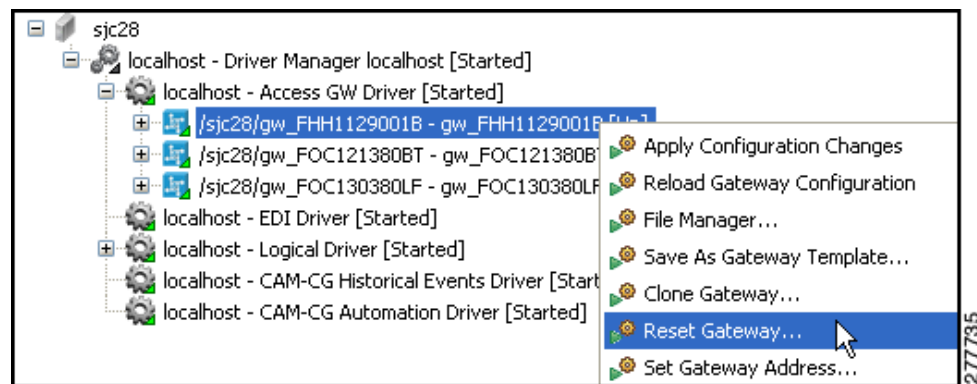 sjc28
localhost - Driver Manager localhost [Started]
localhost - Access GW Driver [Started]
/sjc28/gw_FHH1129001B - gw_FHH1129001B [Up]
/sjc28/gw_FOC121380BT - gw_FOC121380B
/sjc28/gw_FOC130380LF - gw_FOC130380LF
localhost - EDI Driver [Started]
localhost - Logical Driver [Started]
localhost - CAM-CG Historical Events Driver [Start
localhost - CAM-CG Automation Driver [Started]
Apply Configuration Changes
Reload Gateway Configuration
File Manager...
Save As Gateway Template...
Clone Gateway...
Reset Gateway...
Set Gateway Address...
277735